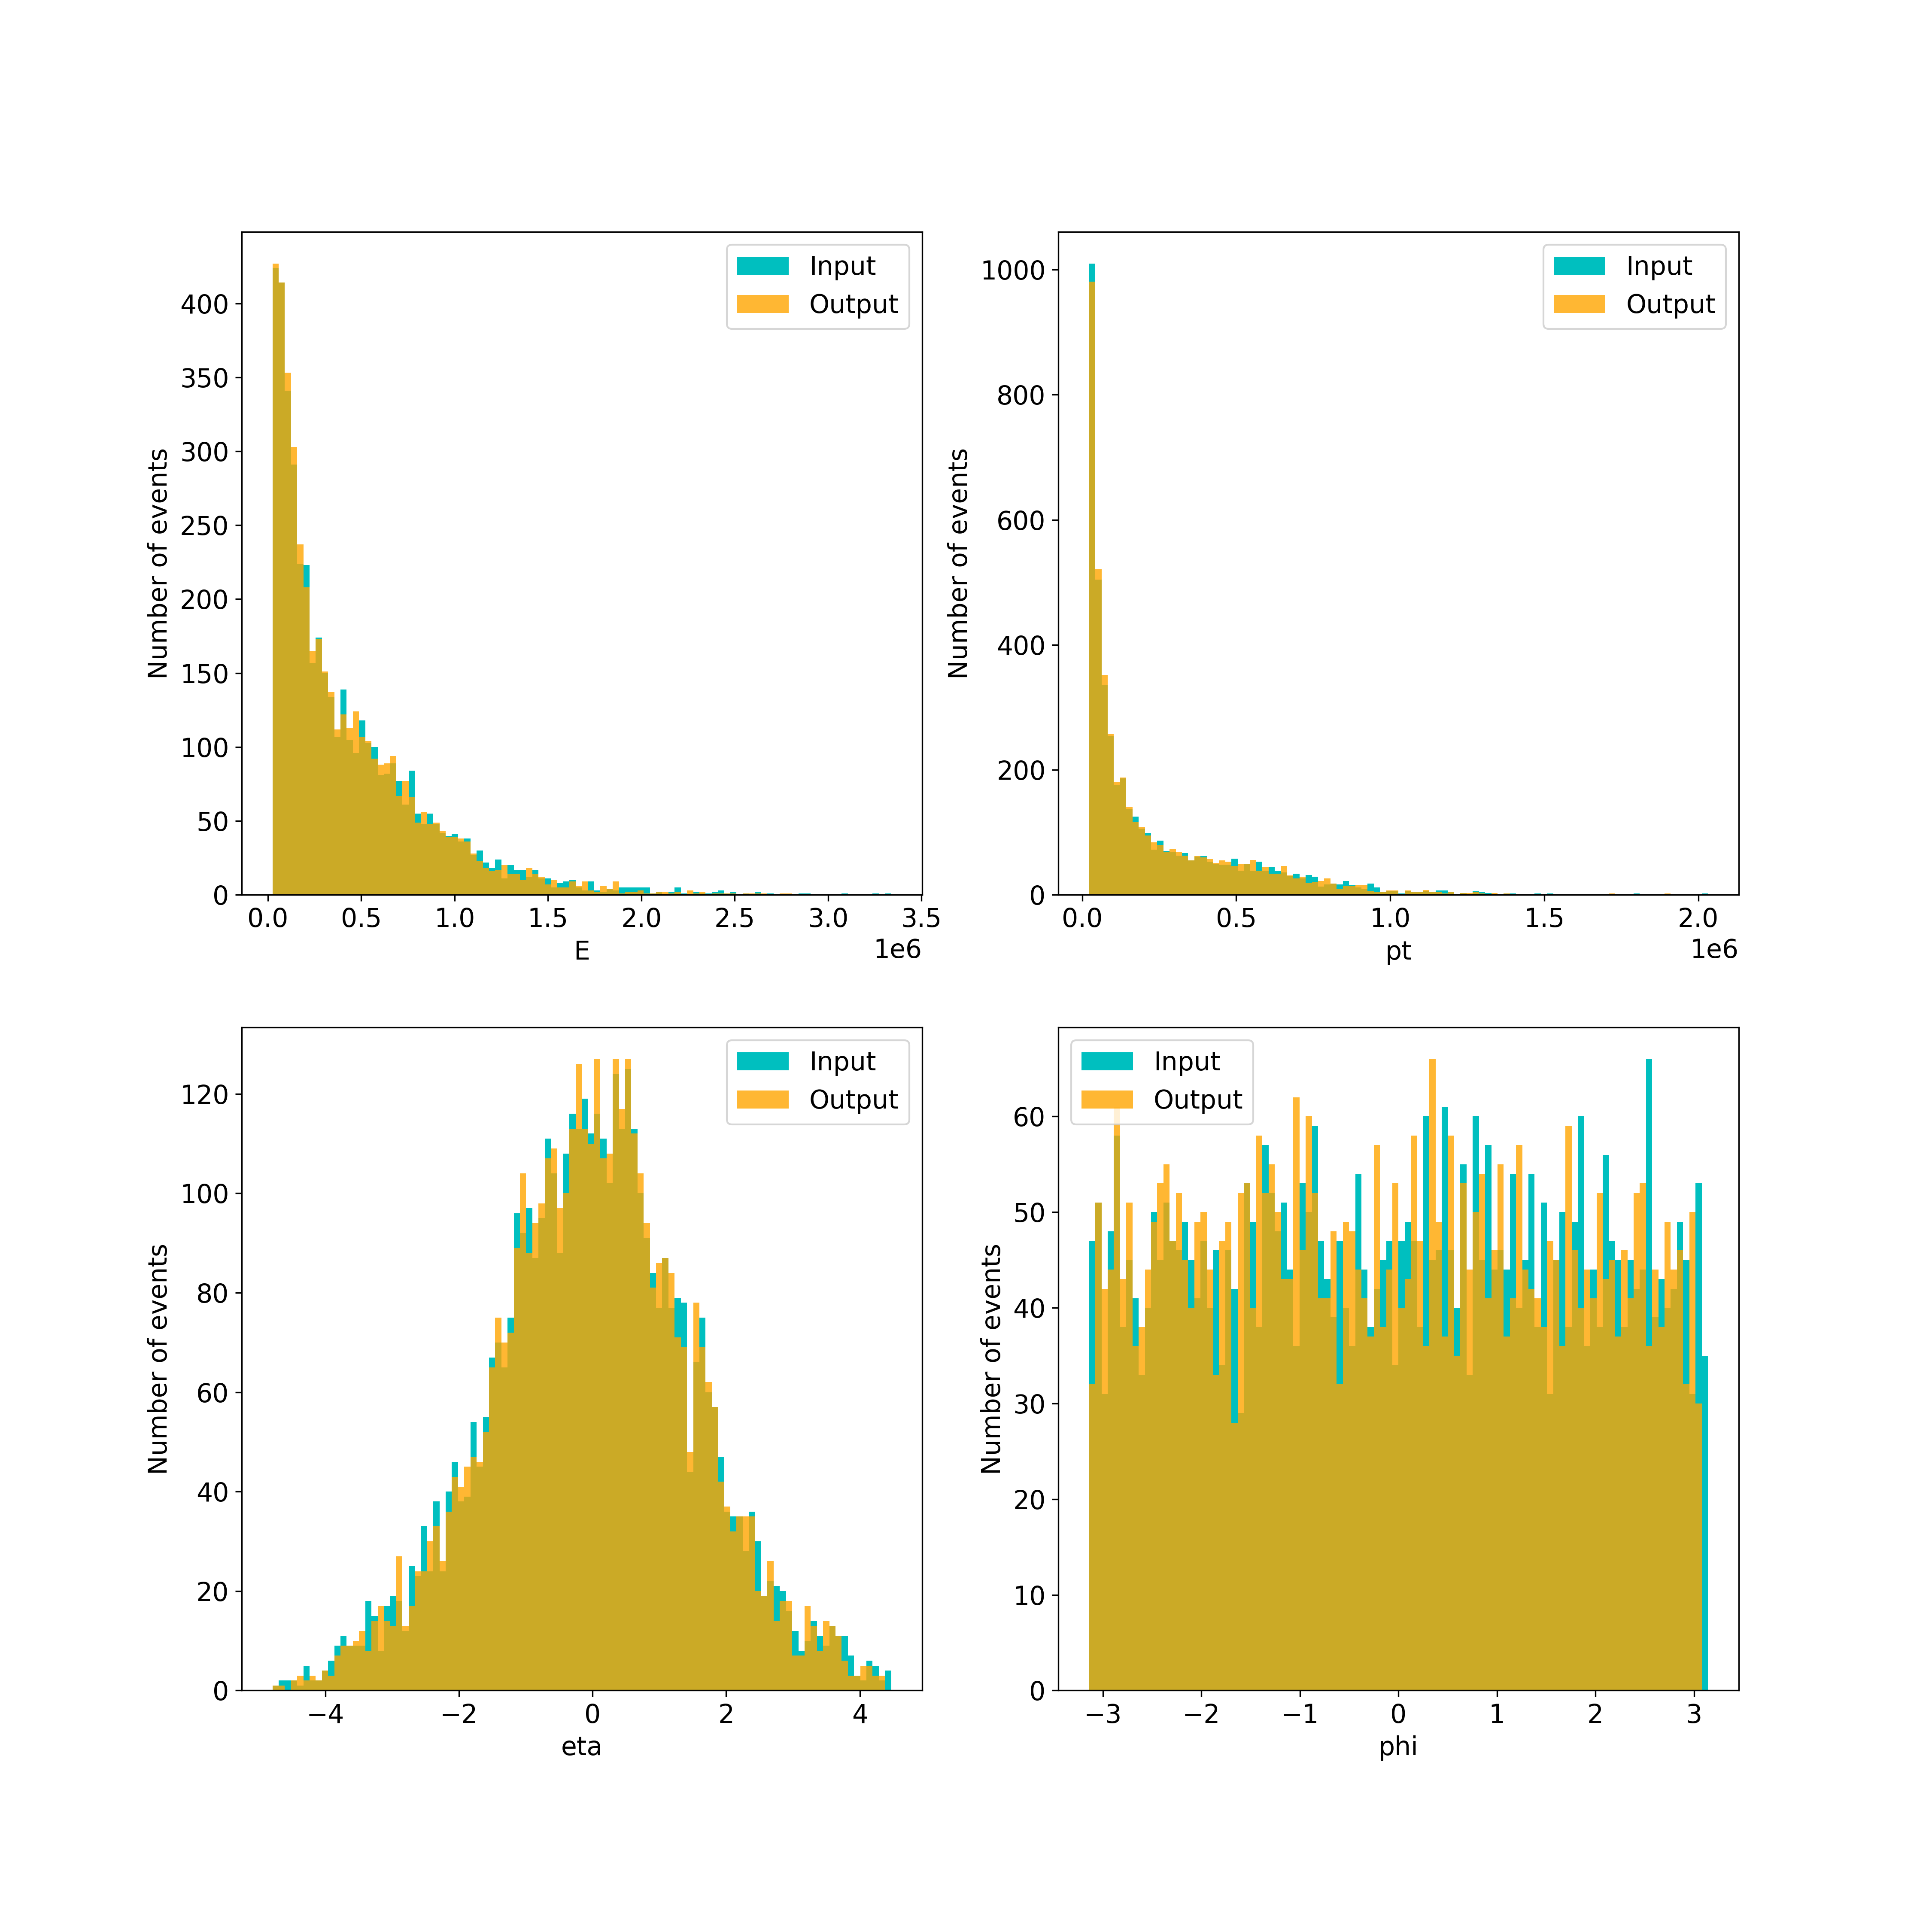 Input
Output
400
350
300
250
200
150
100
50
0
Number of events
0.0 0.5 1.0 1.5 2.0 2.5 3.0 3.5
E
1e6
Input
Output
1000
800
600
400
200
0
Number of events
0.0 0.5 1.0 1.5 2.0
pt
1e6
Input
Output
120
100
80
60
40
20
0
Number of events
−4 −2 0 2 4
eta
Input
Output
60
50
40
30
20
10
0
Number of events
−3 −2 −1 0 1 2 3
phi